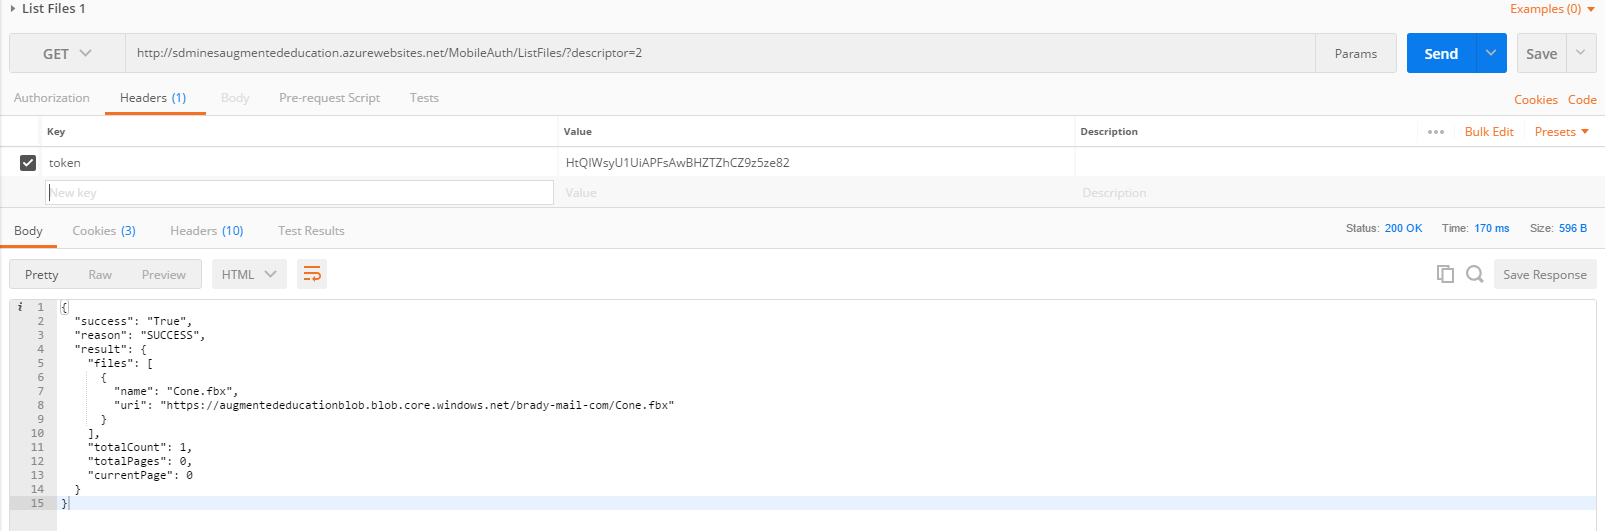 List Files 1
Examples (0)
GET
http://sdminesaugmentededucation.azurewebsites.net/MobileAuth/ListFiles/?descriptor=2
Params
Send
Save
Authorization
Headers (1)
Body
Pre-request Script
Tests
Cookies
Code
Key
Value
Description
Bulk Edit
Presets
token
HtQIWsyU1UiAPFsAwBHZTZhCZ9z5ze82
New key
Value
Description
Body
Cookies (3)
Headers (10)
Test Results
Status: 200 OK
Time: 170 ms
Size: 596 B
Pretty
Raw
Preview
HTML
Save Response
i 1 {
2 "success": "True",
3 "reason": "SUCCESS",
4 "result": {
5 "files": [
6 {
7 "name": "Cone.fbx",
8 "uri": "https://augmentededucationblob.blob.core.windows.net/brady-mail-com/Cone.fbx"
9 }
10 ],
11 "totalCount": 1,
12 "totalPages": 0,
13 "currentPage": 0
14 }
15 }